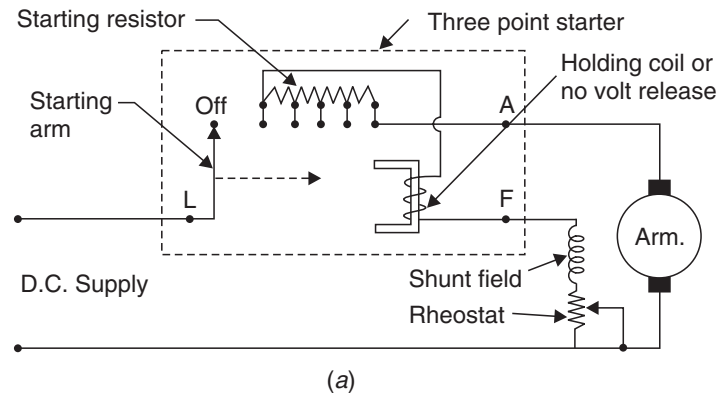 Starting resistor
Three point starter
Holding coil or
no volt release
Starting
arm
Off
A
L
F
Arm.
D.C. Supply
Shunt field
Rheostat
(a)